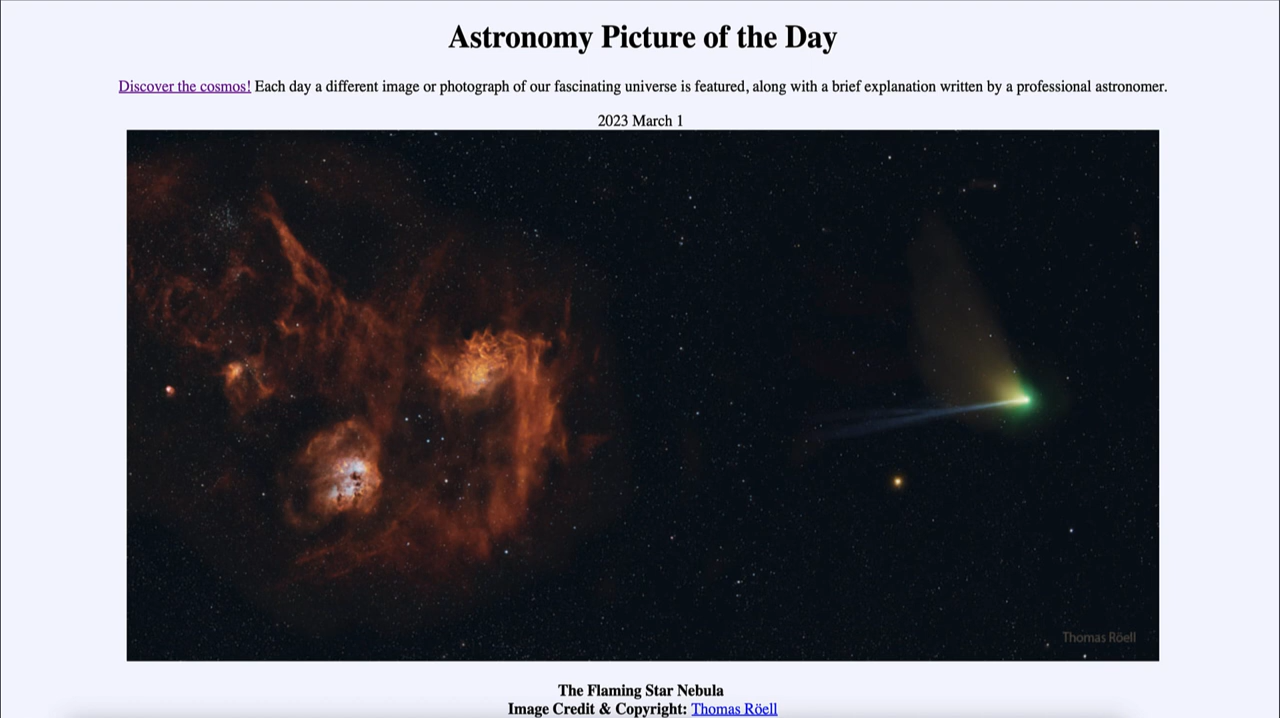 Astronomy Picture of the Day
Discover the cosmos! Each day a different image or photograph of our fascinating universe is featured, along with a brief explanation written by a professional astronomer.
2023 March 1
Thomas Röell
The Flaming Star Nebula
Image Credit & Copyright: Thomas Röell